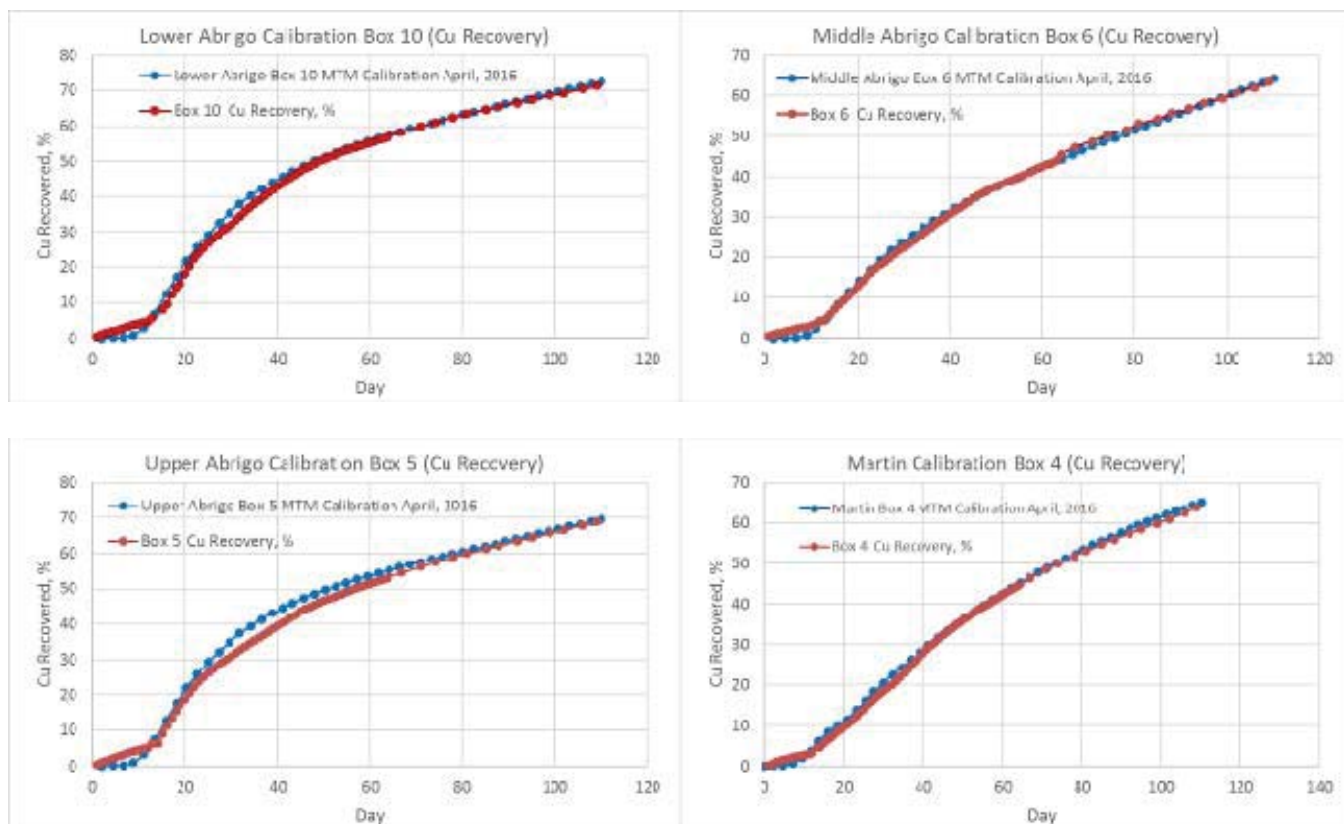 Lower Abrigo Calibration Box 10 (Cu Recovery)
Lower Abrigo Box 10 MTM Calibration April, 2016
Box 10 Cu Recovery, %
Cu Recovered, %
80
70
60
50
40
30
20
10
0
0 20 40 60 80 100 120
Day
Middle Abrigo Calibration Box 6 (Cu Recovery)
Middle Abrigo Box 6 MTM Calibration April, 2016
Box 6 Cu Recovery, %
Cu Recovered, %
70
60
50
40
30
20
10
0
0 20 40 60 80 100 120
Day
Upper Abrigo Calibration Box 5 (Cu Recovery)
Upper Abrigo Box 5 MTM Calibration April, 2016
Box 5 Cu Recovery, %
Cu Recovered, %
80
70
60
50
40
30
20
10
0
0 20 40 60 80 100 120
Day
Martin Calibration Box 4 (Cu Recovery)
Martin Box 4 MTM Calibration April, 2016
Box 4 Cu Recovery, %
Cu Recovered, %
70
60
50
40
30
20
10
0
0 20 40 60 80 100 120 140
Day